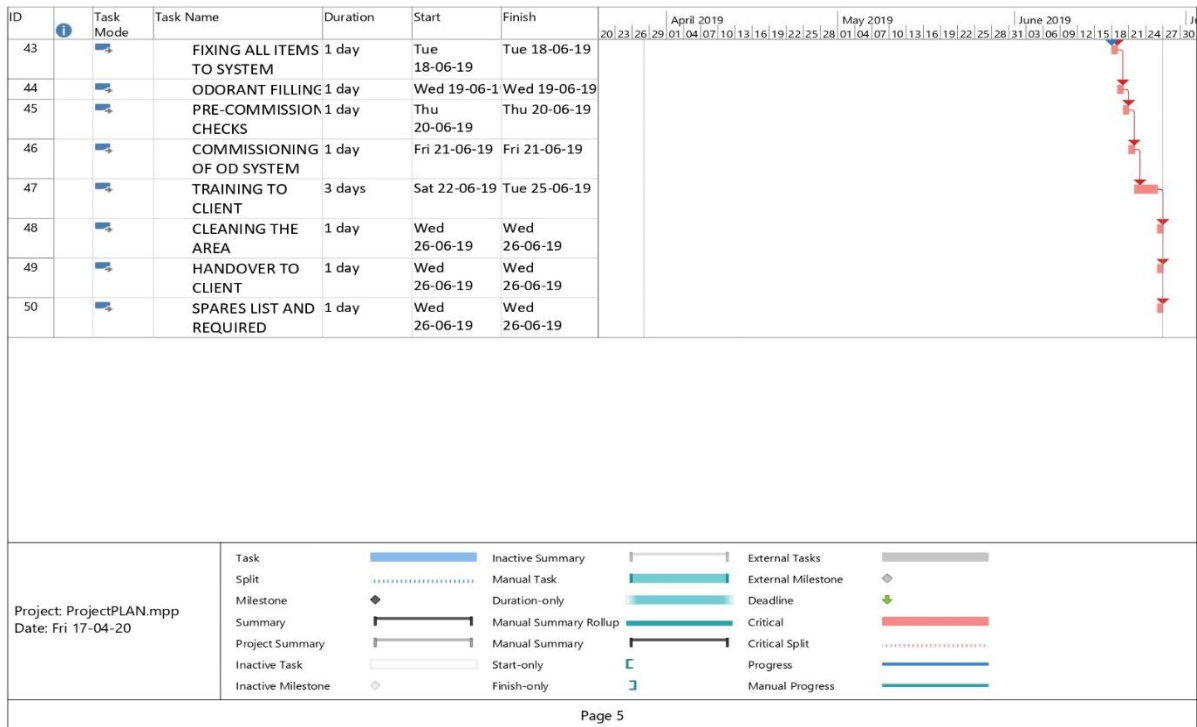 ID Task Mode Task Name Duration Start Finish April 2019 May 2019 June 2019
20 23 26 29 01 04 07 10 13 16 19 22 25 28 01 04 07 10 13 16 19 22 25 28 31 03 06 09 12 15 18 21 24 27 30
43 FIXING ALL ITEMS 1 day Tue Tue 18-06-19
TO SYSTEM 18-06-19
44 ODORANT FILLING 1 day Wed 19-06-1 Wed 19-06-19
45 PRE-COMMISSION 1 day Thu Thu 20-06-19
CHECKS 20-06-19
46 COMMISSIONING 1 day Fri 21-06-19 Fri 21-06-19
OF OD SYSTEM
47 TRAINING TO 3 days Sat 22-06-19 Tue 25-06-19
CLIENT
48 CLEANING THE 1 day Wed Wed
AREA 26-06-19 26-06-19
49 HANDOVER TO 1 day Wed Wed
CLIENT 26-06-19 26-06-19
50 SPARES LIST AND 1 day Wed Wed
REQUIRED 26-06-19 26-06-19
Project: ProjectPLAN.mpp
Date: Fri 17-04-20
Task Inactive Summary External Tasks
Split Manual Task External Milestone
Milestone Duration-only Deadline
Summary Manual Summary Rollup Critical
Project Summary Manual Summary Critical Split
Inactive Task Start-only Progress
Inactive Milestone Finish-only Manual Progress
Page 5